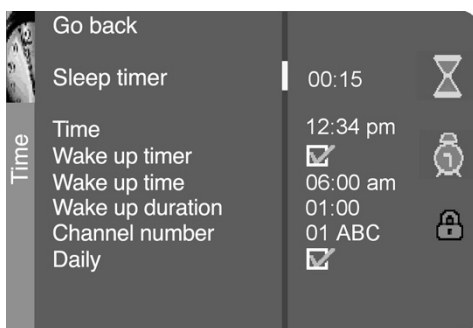 Go back
Sleep timer 00:15
Time 12:34 pm
Wake up timer
Wake up time 06:00 am
Wake up duration 01:00
Channel number 01 ABC
Daily
Time